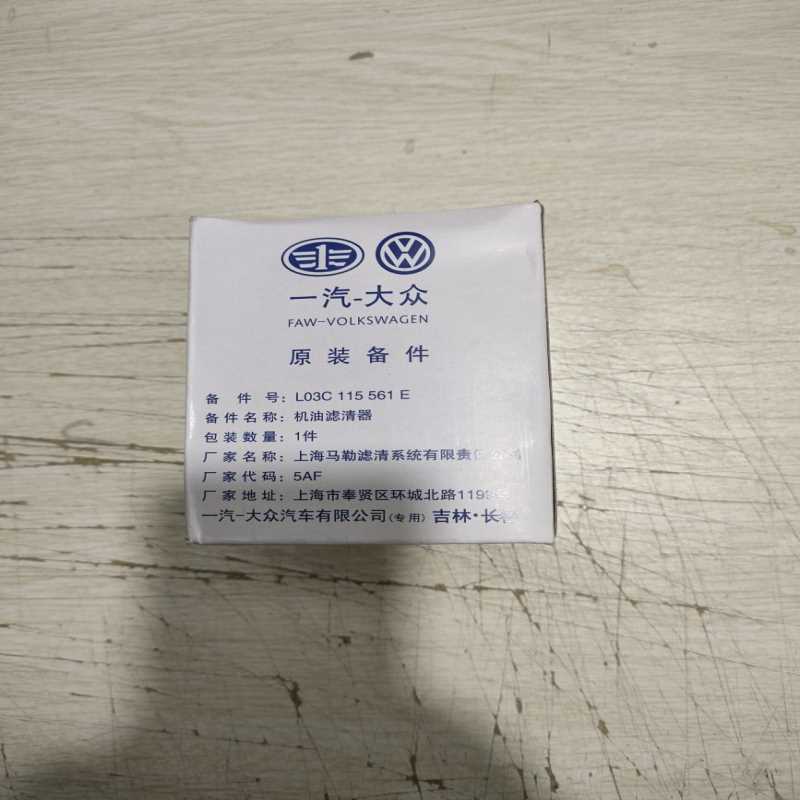 一汽-大众
FAW-VOLKSWAGEN
原装备件
备件号：L03C 115 561 E
备件名称：机油滤清器
包装数量：1件
厂家名称：上海马勒滤清系统有限责
厂家代码：5AF
厂家地址：上海市奉贤区环城北路119
一汽-大众汽车有限公司(专用) 吉林·长